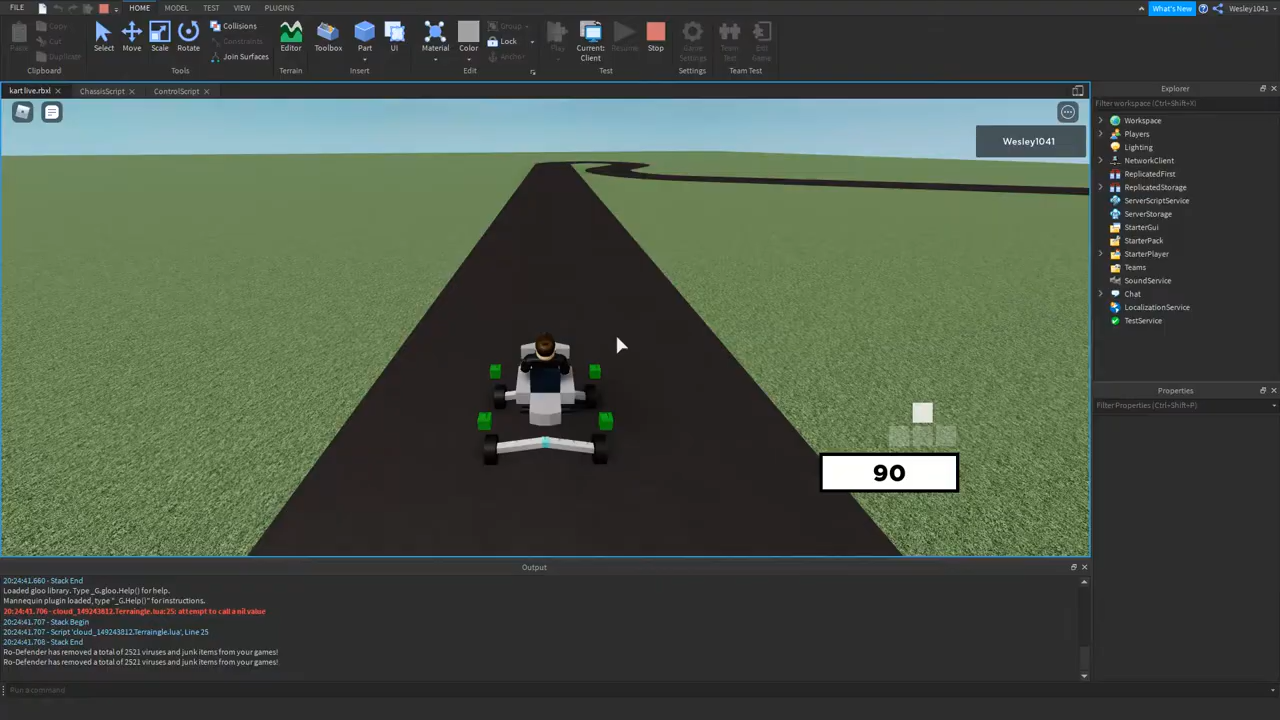 FILE
HOME
MODEL
TEST
VIEW
PLUGINS
What's New
Wesley1041
Paste
Copy
Cut
Duplicate
Clipboard
Select
Move
Scale
Rotate
Collisions
Constraints
Join Surfaces
Tools
Editor
Terrain
Toolbox
Part
UI
Insert
Material
Color
Group
Lock
Anchor
Edit
Play
Current:
Client
Resume
Stop
Test
Game
Settings
Settings
Team
Test
Exit
Game
Team Test
kart live.rbxl
ChassisScript
ControlScript
Wesley1041
90
Explorer
Filter workspace (Ctrl+Shift+X)
Workspace
Players
Lighting
NetworkClient
ReplicatedFirst
ReplicatedStorage
ServerScriptService
ServerStorage
StarterGui
StarterPack
StarterPlayer
Teams
SoundService
Chat
LocalizationService
TestService
Properties
Filter Properties (Ctrl+Shift+P)
Output
20:24:41.660 - Stack End
Loaded gloo library. Type _G.gloo.Help() for help.
Mannequin plugin loaded, type "_G.Help()" for instructions.
20:24:41.706 - cloud_149243812.Terraingle.lua:25: attempt to call a nil value
20:24:41.707 - Stack Begin
20:24:41.707 - Script 'cloud_149243812.Terraingle.lua', Line 25
20:24:41.708 - Stack End
Ro-Defender has removed a total of 2521 viruses and junk items from your games!
Ro-Defender has removed a total of 2521 viruses and junk items from your games!
Run a command